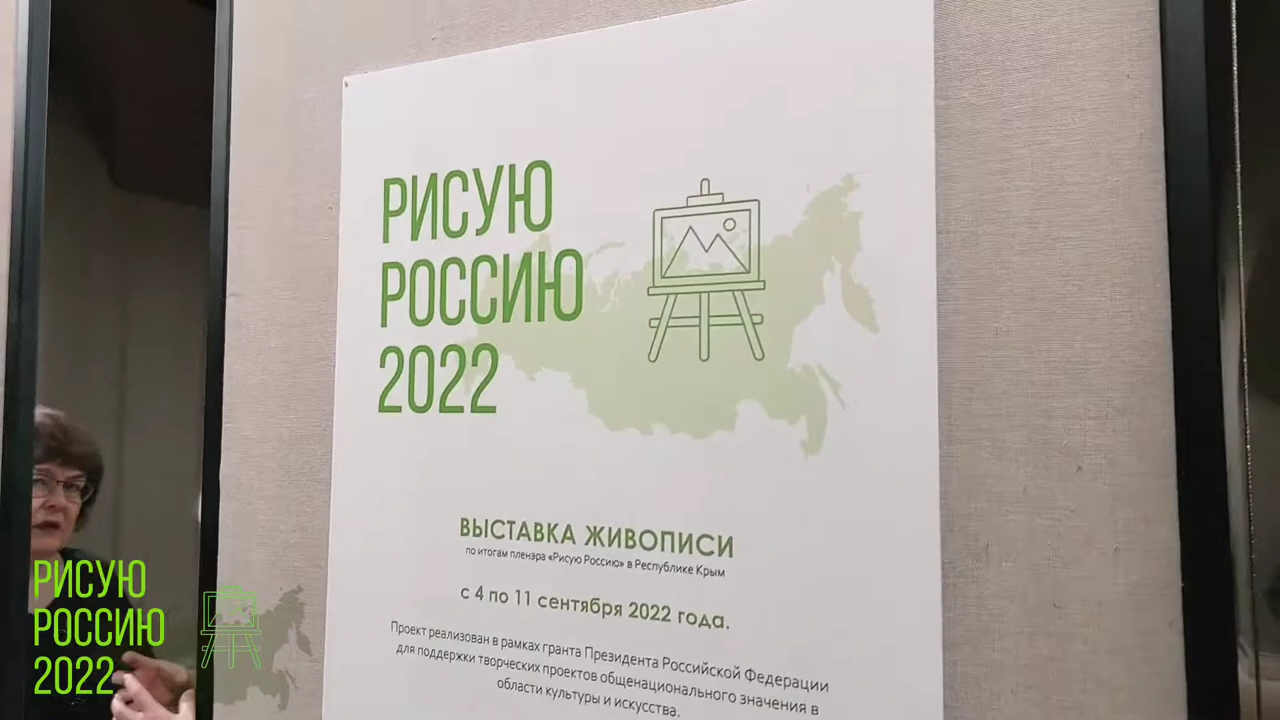 РИСУЮ
РОССИЮ
2022
ВЫСТАВКА ЖИВОПИСИ
по итогам пленэра «Рисую Россию» в Республике Крым
с 4 по 11 сентября 2022 года.
Проект реализован в рамках гранта Президента Российской Федерации
для поддержки творческих проектов общенационального значения в
области культуры и искусства.
РИСУЮ
РОССИЮ
2022